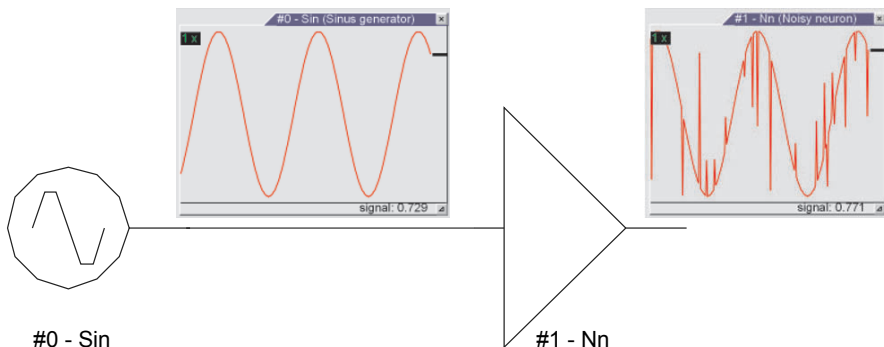 #0 - Sin (Sinus generator)
1 x
signal: 0.729
#1 - Nn (Noisy neuron)
1 x
signal: 0.771
#0 - Sin
#1 - Nn